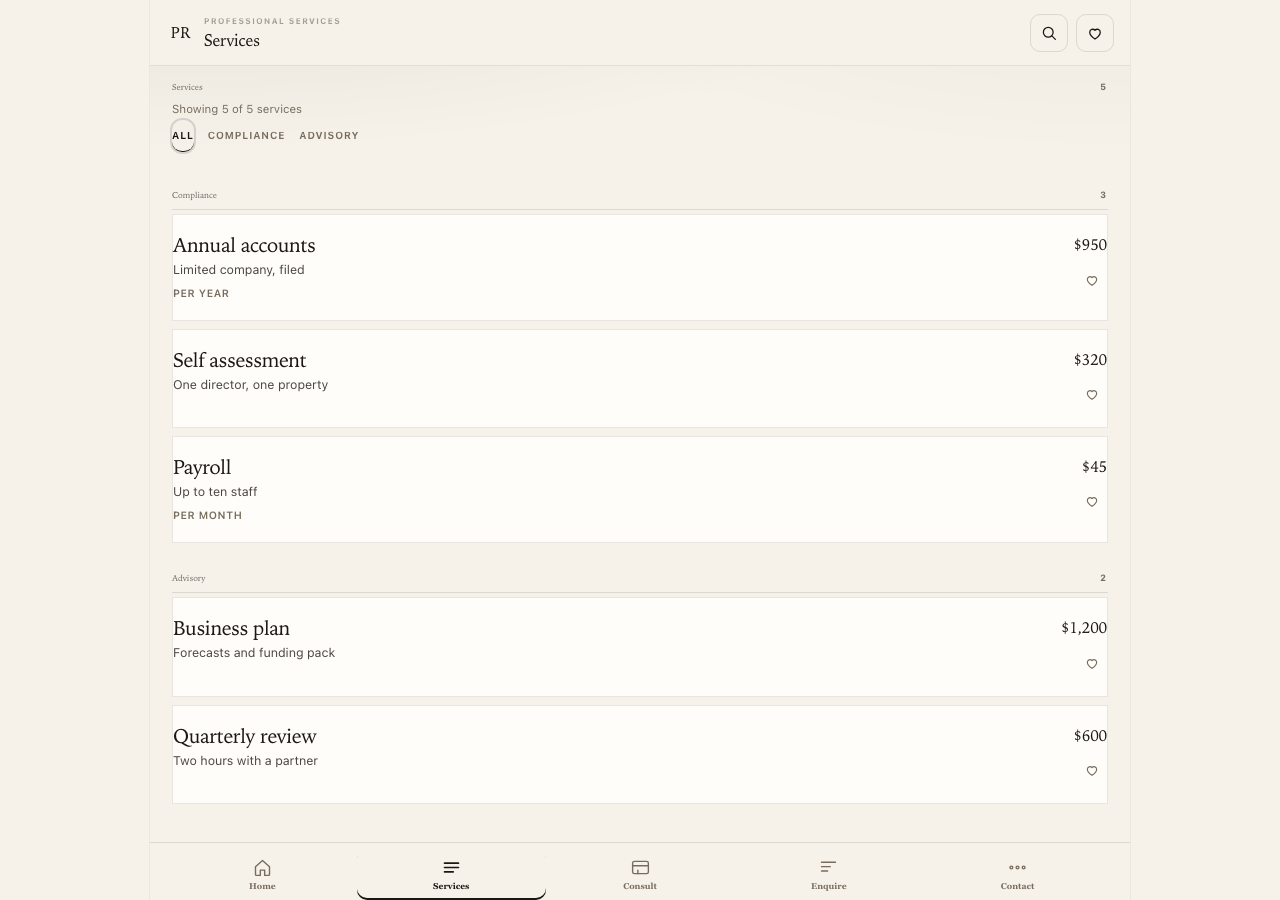 PR
PROFESSIONAL SERVICES
Services
Services
5
Showing 5 of 5 services
ALL COMPLIANCE ADVISORY
Compliance
3
Annual accounts
$950
Limited company, filed
PER YEAR
Self assessment
$320
One director, one property
Payroll
$45
Up to ten staff
PER MONTH
Advisory
2
Business plan
$1,200
Forecasts and funding pack
Quarterly review
$600
Two hours with a partner
Home
Services
Consult
Enquire
Contact